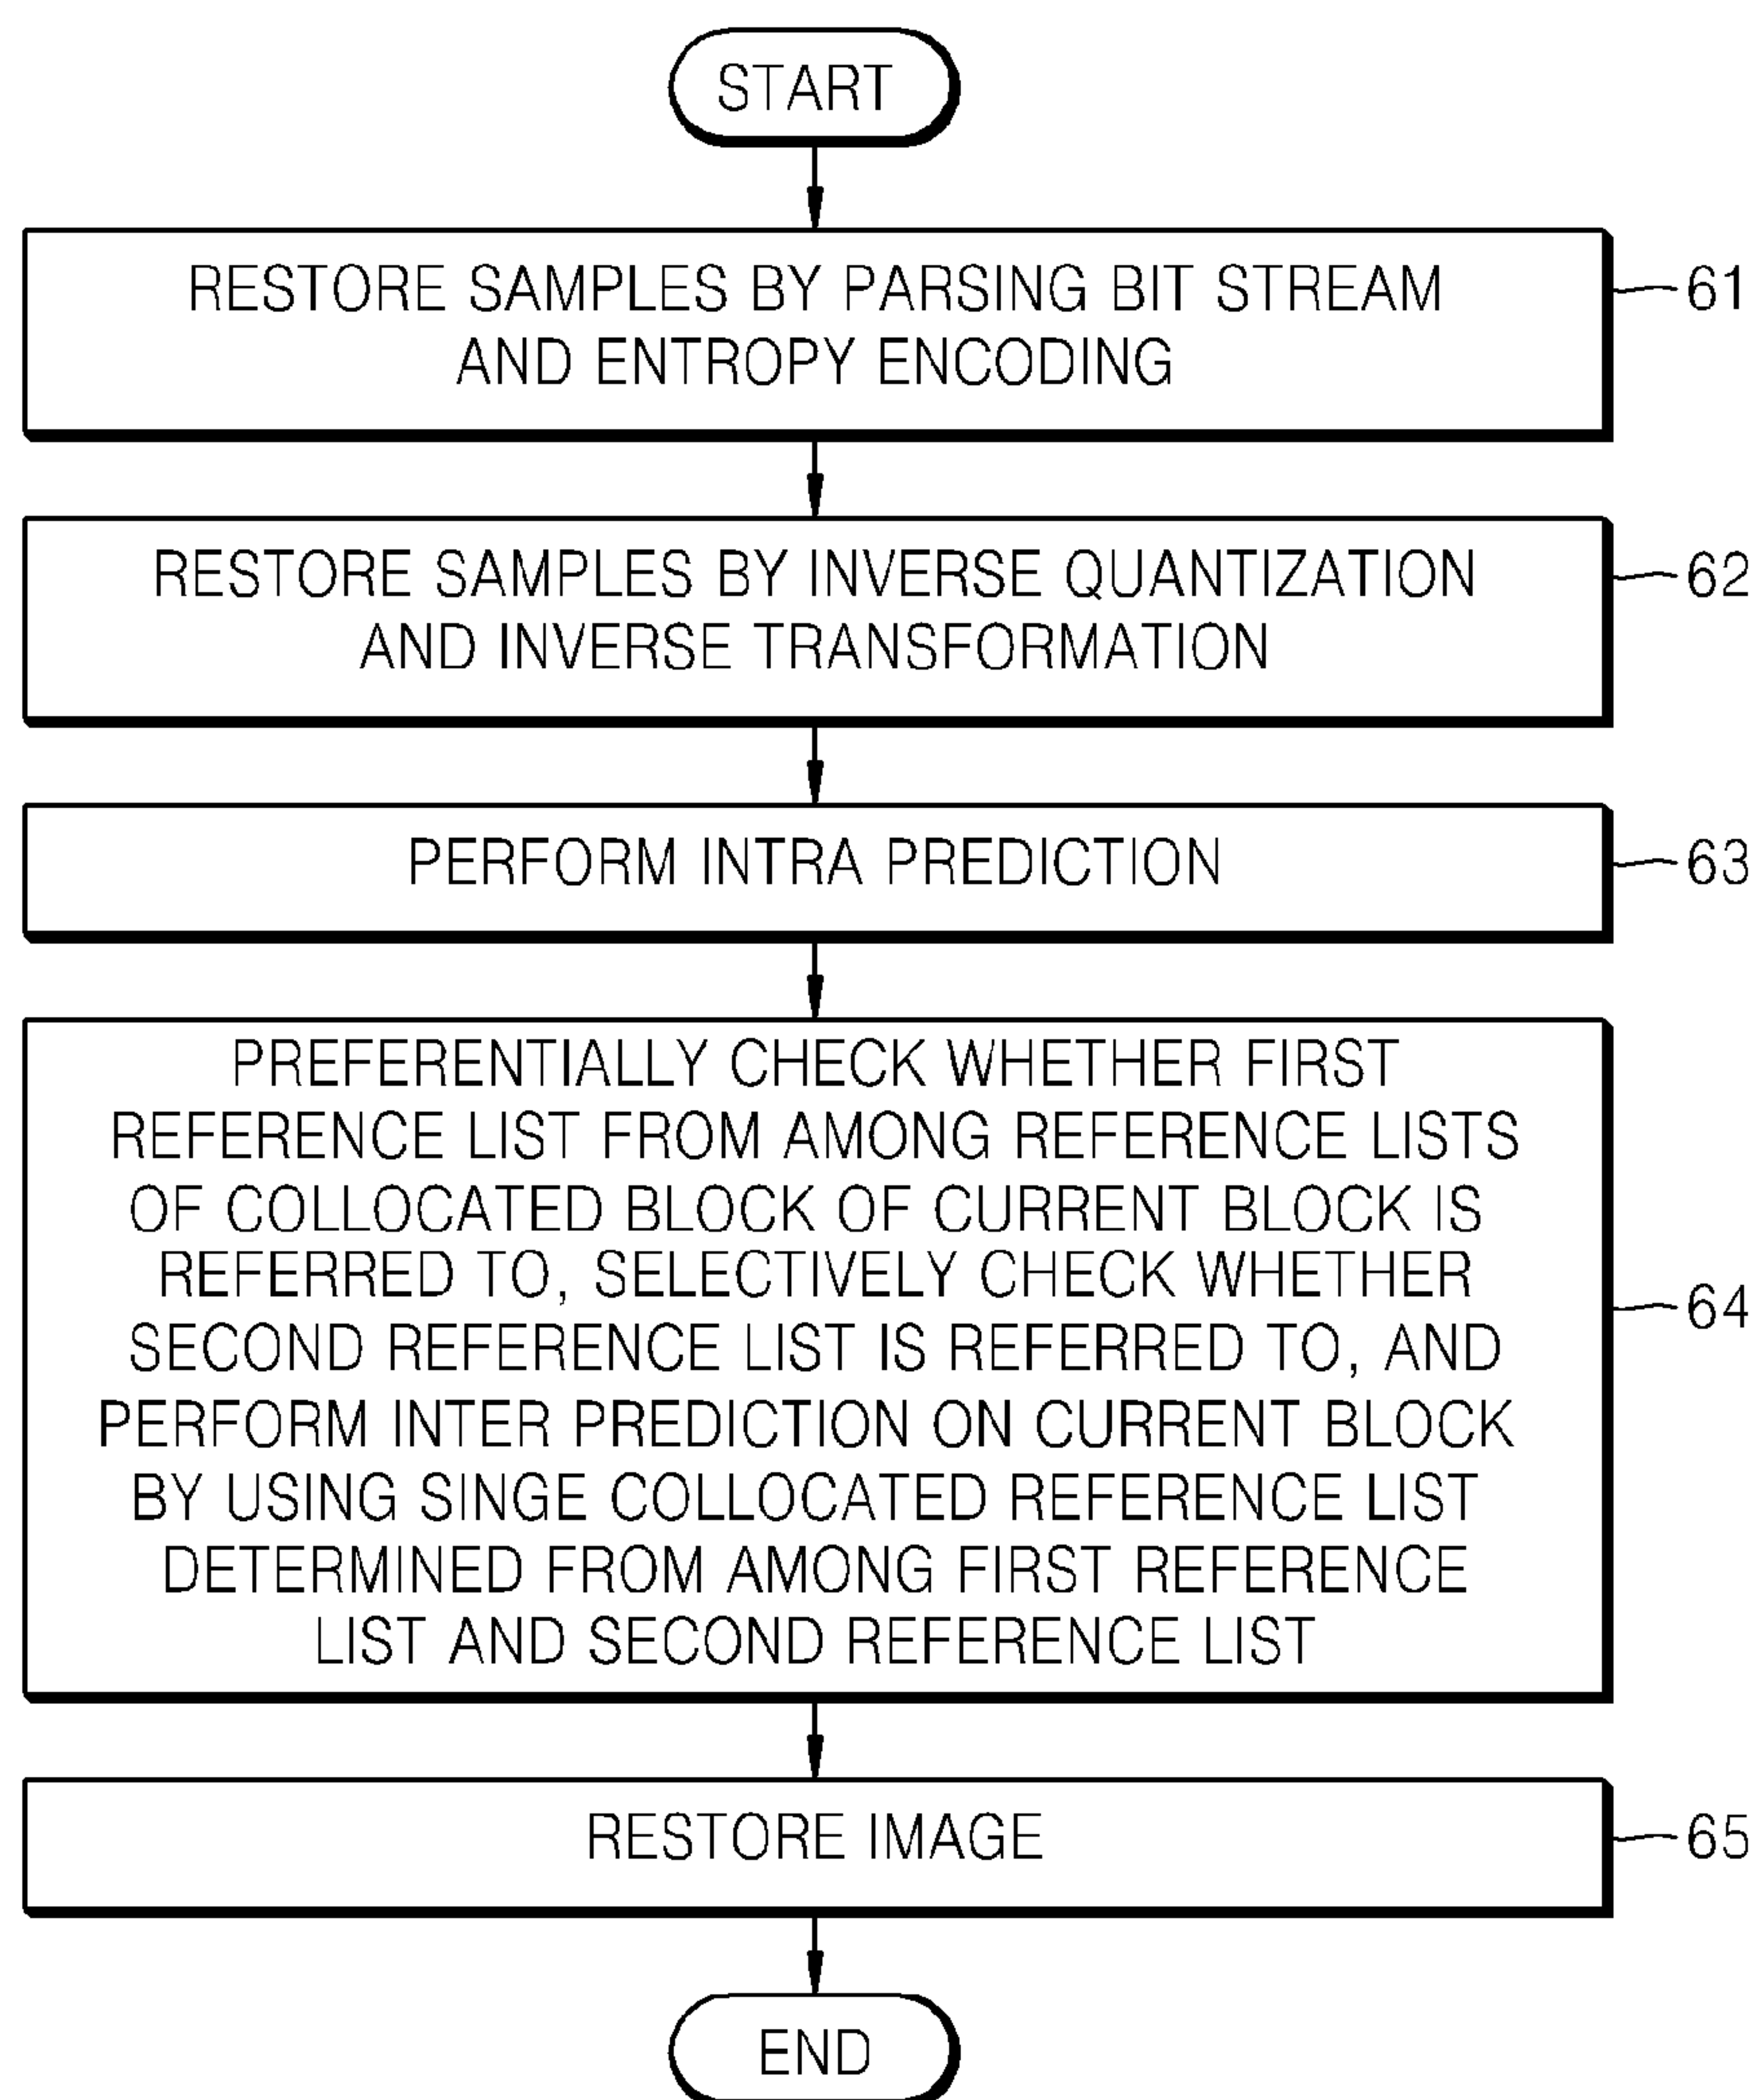 START
RESTORE SAMPLES BY PARSING BIT STREAM
AND ENTROPY ENCODING
61
RESTORE SAMPLES BY INVERSE QUANTIZATION
AND INVERSE TRANSFORMATION
62
PERFORM INTRA PREDICTION
63
PREFERENTIALLY CHECK WHETHER FIRST
REFERENCE LIST FROM AMONG REFERENCE LISTS
OF COLLOCATED BLOCK OF CURRENT BLOCK IS
REFERRED TO, SELECTIVELY CHECK WHETHER
SECOND REFERENCE LIST IS REFERRED TO, AND
PERFORM INTER PREDICTION ON CURRENT BLOCK
BY USING SINGE COLLOCATED REFERENCE LIST
DETERMINED FROM AMONG FIRST REFERENCE
LIST AND SECOND REFERENCE LIST
64
RESTORE IMAGE
65
END